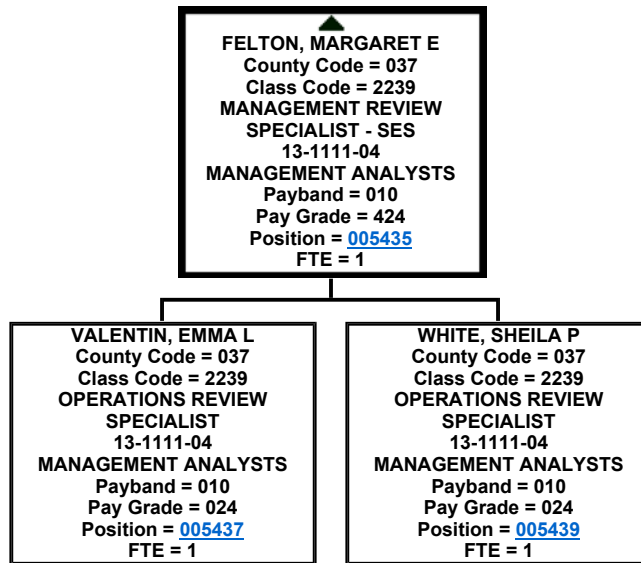 FELTON, MARGARET E
County Code = 037
Class Code = 2239
MANAGEMENT REVIEW
SPECIALIST - SES
13-1111-04
MANAGEMENT ANALYSTS
Payband = 010
Pay Grade = 424
Position = 005435
FTE = 1
VALENTIN, EMMA L
County Code = 037
Class Code = 2239
OPERATIONS REVIEW
SPECIALIST
13-1111-04
MANAGEMENT ANALYSTS
Payband = 010
Pay Grade = 024
Position = 005437
FTE = 1
WHITE, SHEILA P
County Code = 037
Class Code = 2239
OPERATIONS REVIEW
SPECIALIST
13-1111-04
MANAGEMENT ANALYSTS
Payband = 010
Pay Grade = 024
Position = 005439
FTE = 1